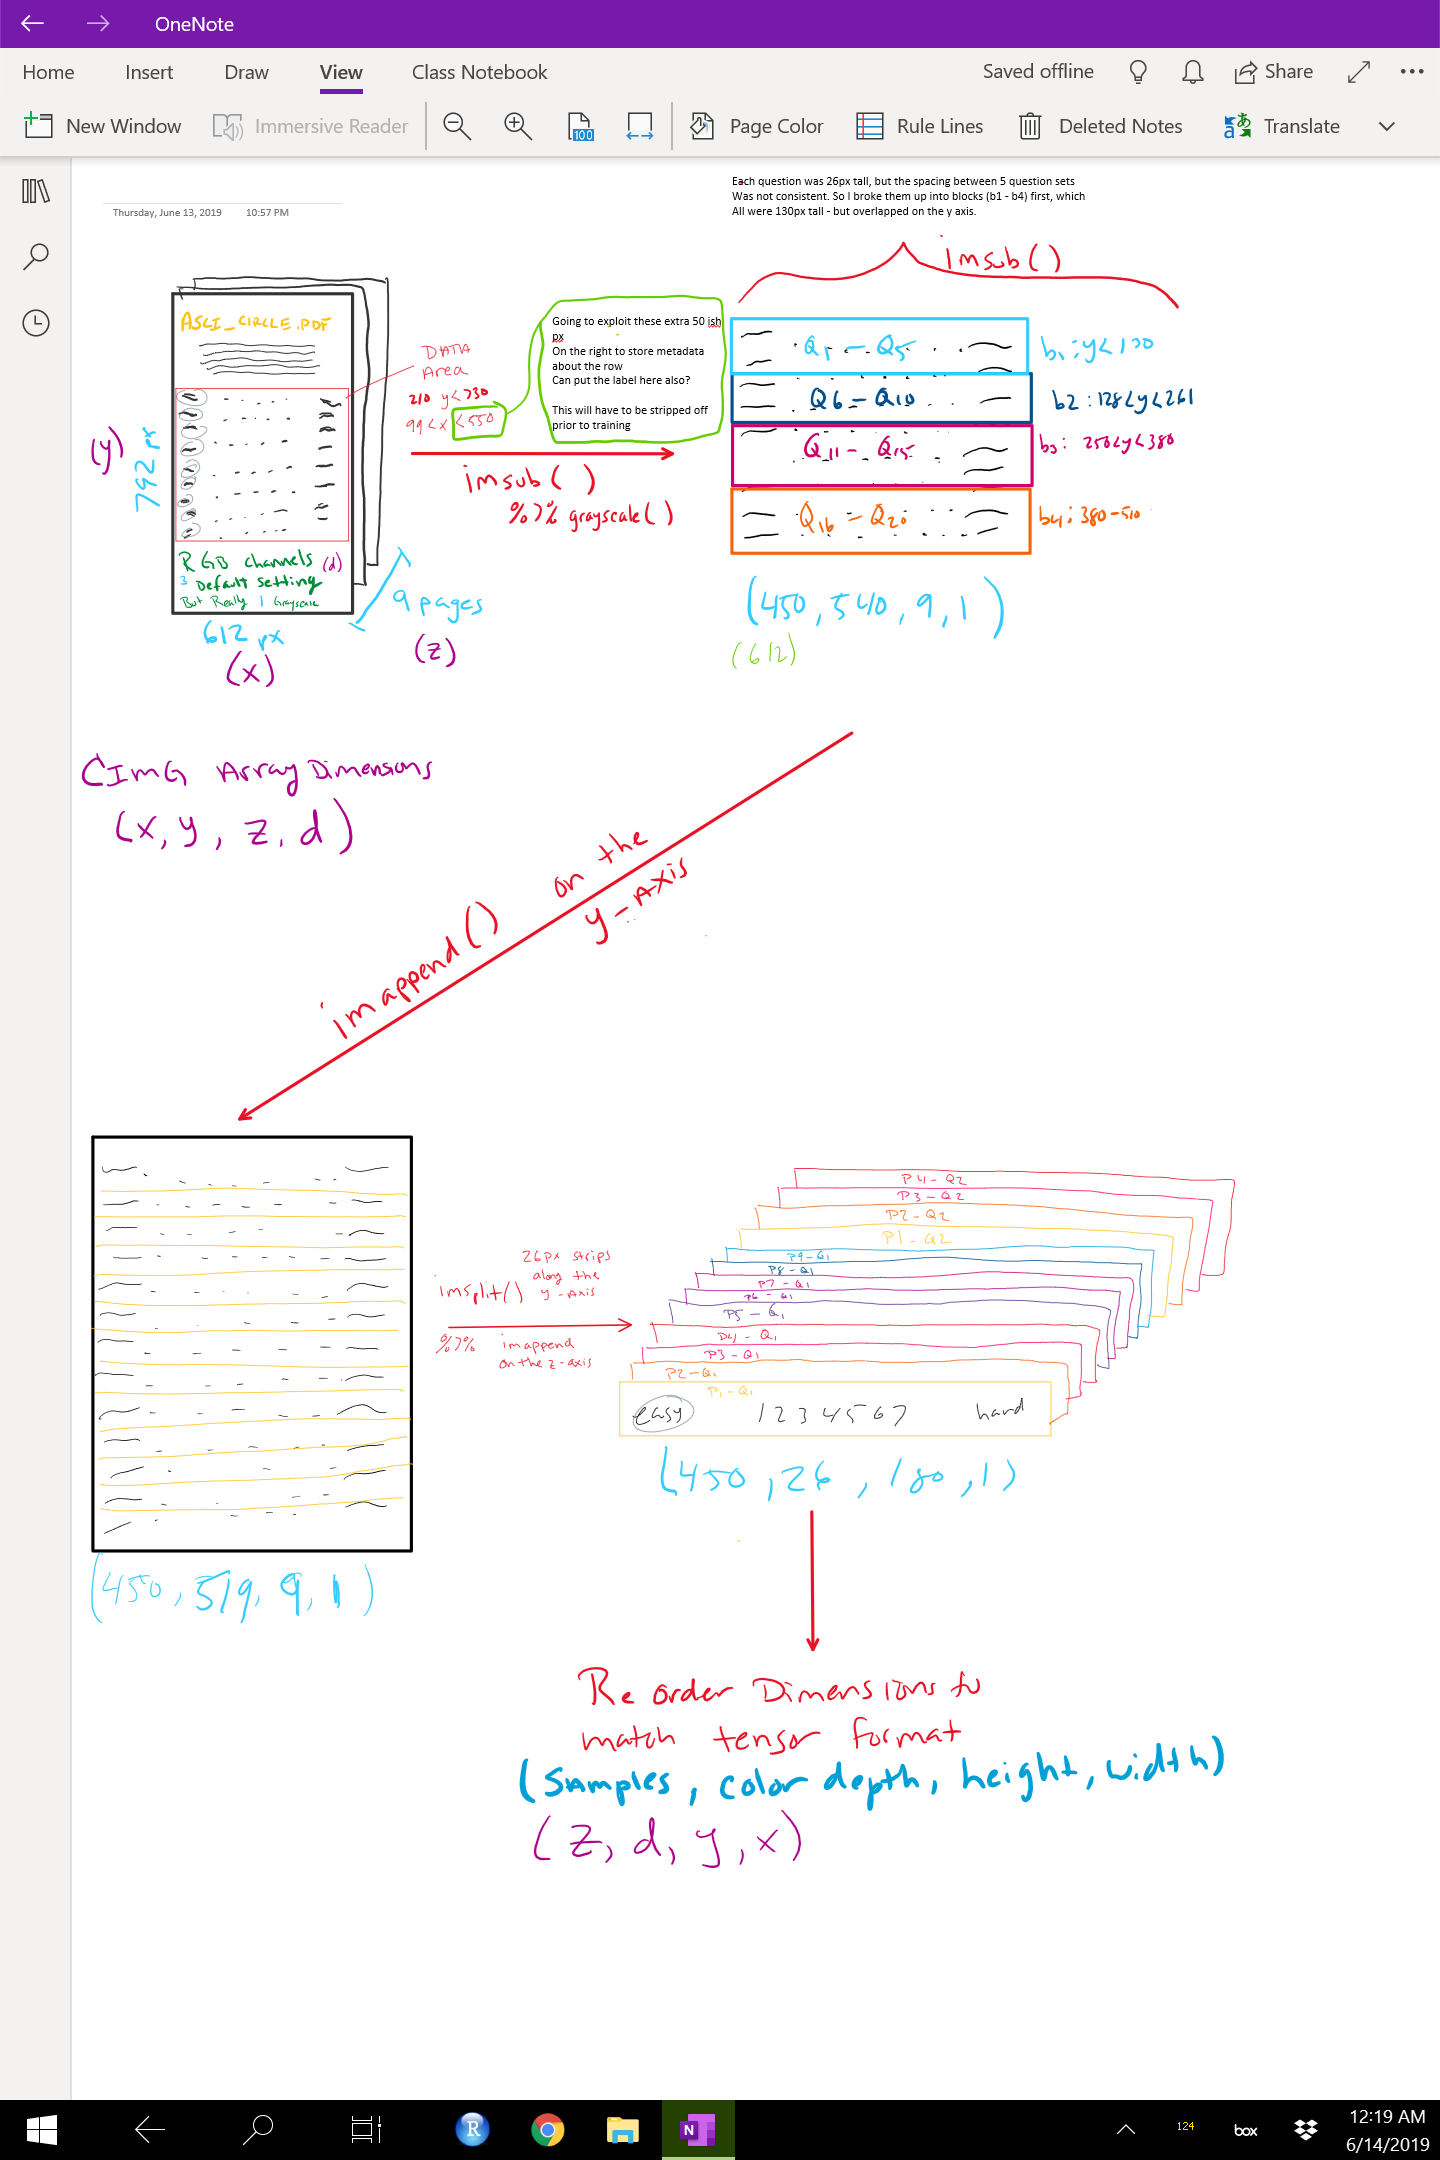 OneNote
Home Insert Draw View Class Notebook Saved offline Share
New Window Immersive Reader 100 Page Color Rule Lines Deleted Notes Translate
Thursday, June 13, 2019 10:57 PM
Each question was 26px tall, but the spacing between 5 question sets
Was not consistent. So I broke them up into blocks (b1 - b4) first, which
All were 130px tall - but overlapped on the y axis.
imsub()
ASCI_CIRCLE.PDF
DATA
Area
210 y<730
99<x <550
(y)
792 px
RGB channels (d)
3 Default setting
But Really 1 Grayscale
612 px
(x)
9 pages
(z)
Going to exploit these extra 50 ish
px
On the right to store metadata
about the row
Can put the label here also?
This will have to be stripped off
prior to training
imsub()
%>% grayscale()
Q1 - Q5
b1: y<130
Q6 - Q10
b2: 128<y<261
Q11 - Q15
b3: 250<y<380
Q16 - Q20
b4: 380-510
(450, 540, 9, 1)
(612)
CImG Array Dimensions
(x, y, z, d)
imappend() on the
y-Axis
(450, 519, 9, 1)
26px strips
along the
y-Axis
imsplit()
%>% imappend
on the z-axis
P4-Q2
P3-Q2
P2-Q2
P1-Q2
P9-Q1
P8-Q1
P7-Q1
P6-Q1
P5-Q1
P4-Q1
P3-Q1
P2-Q1
P1-Q1
easy 1 2 3 4 5 6 7 hard
(450, 26, 180, 1)
Re order Dimensions to
match tensor format
(Samples, color depth, height, width)
(z, d, y, x)
124 box 12:19 AM
6/14/2019